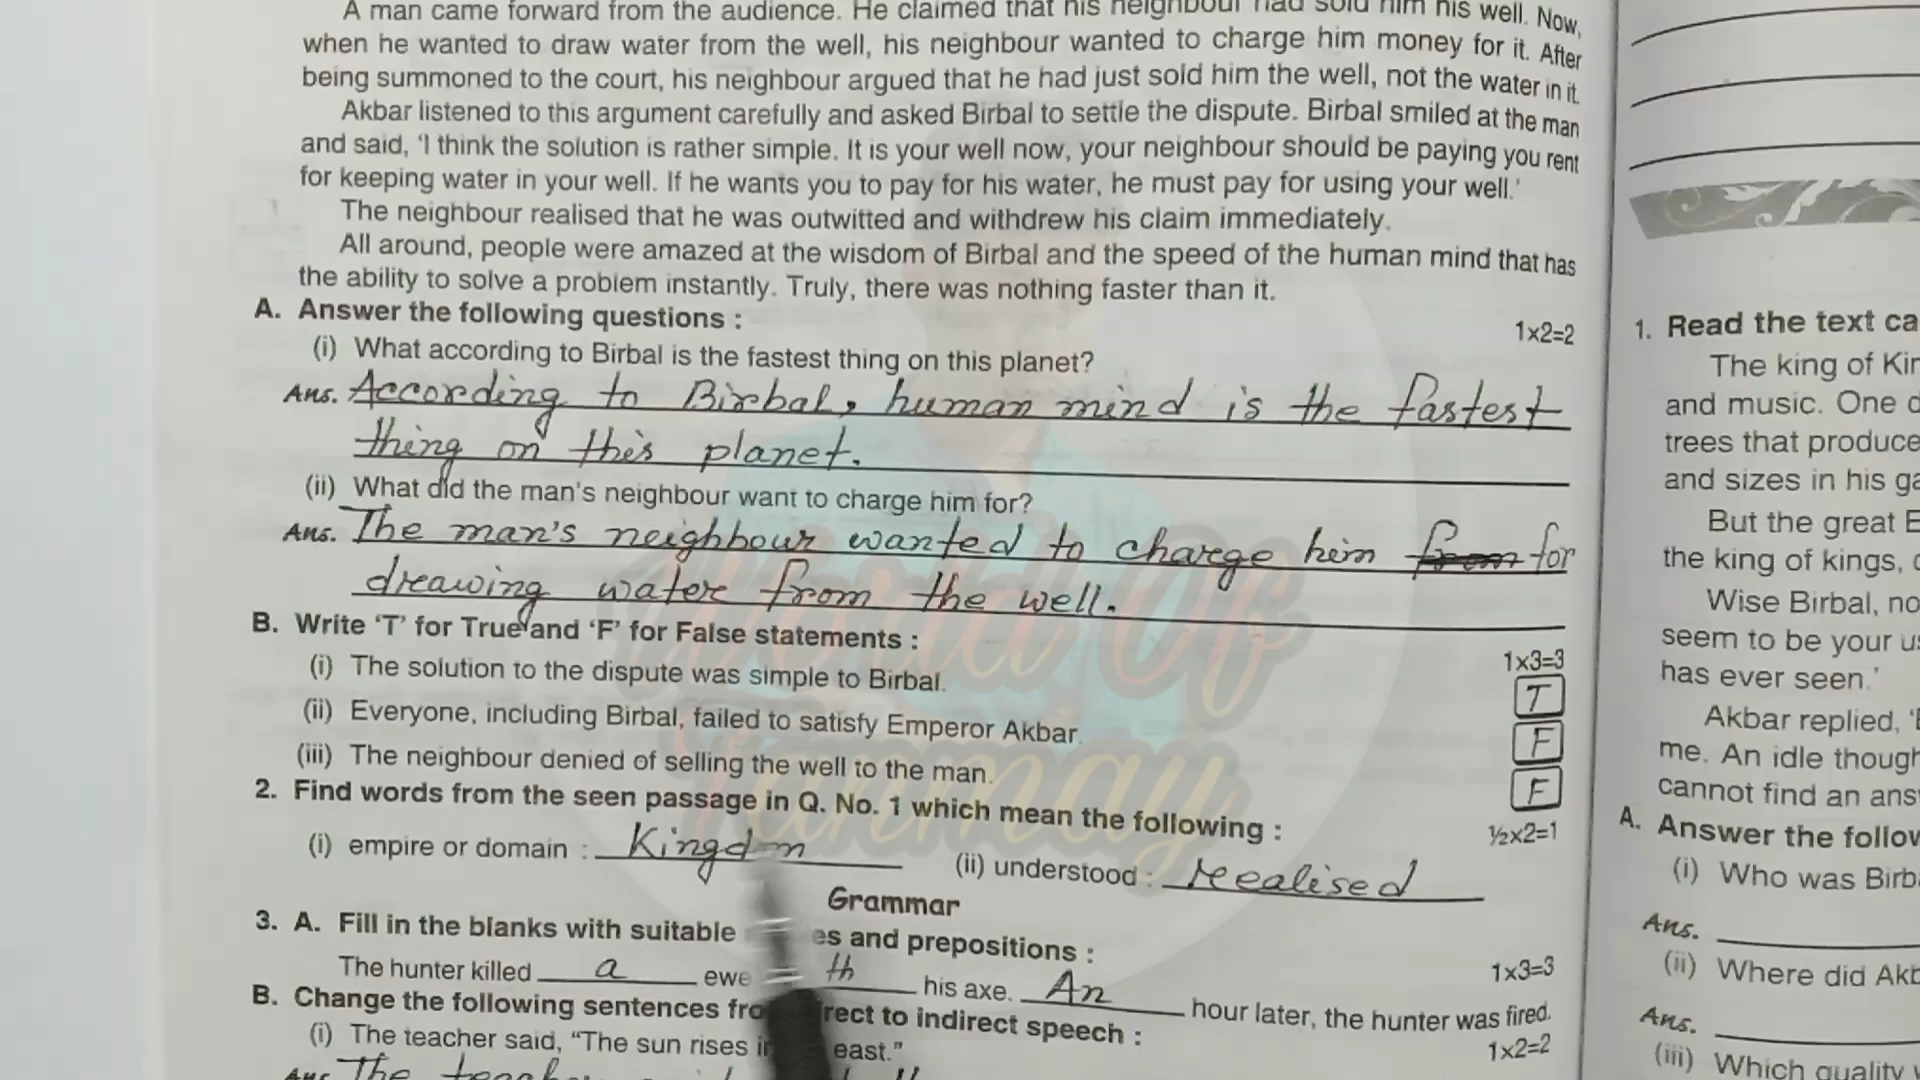 A man came forward from the audience. He claimed that his neighbour had sold him his well. Now,
when he wanted to draw water from the well, his neighbour wanted to charge him money for it. After
being summoned to the court, his neighbour argued that he had just sold him the well, not the water in it.
Akbar listened to this argument carefully and asked Birbal to settle the dispute. Birbal smiled at the man
and said, 'I think the solution is rather simple. It is your well now, your neighbour should be paying you rent
for keeping water in your well. If he wants you to pay for his water, he must pay for using your well.'
The neighbour realised that he was outwitted and withdrew his claim immediately.
All around, people were amazed at the wisdom of Birbal and the speed of the human mind that has
the ability to solve a problem instantly. Truly, there was nothing faster than it.
A. Answer the following questions : 1×2=2
(i) What according to Birbal is the fastest thing on this planet?
Ans. According to Birbal, human mind is the fastest
thing on this planet.
(ii) What did the man's neighbour want to charge him for?
Ans. The man's neighbour wanted to charge him for
drawing water from the well.
B. Write 'T' for True and 'F' for False statements : 1×3=3
(i) The solution to the dispute was simple to Birbal. T
(ii) Everyone, including Birbal, failed to satisfy Emperor Akbar. F
(iii) The neighbour denied of selling the well to the man. F
2. Find words from the seen passage in Q. No. 1 which mean the following : ½×2=1
(i) empire or domain : Kingdom (ii) understood : realised
Grammar
3. A. Fill in the blanks with suitable es and prepositions : 1×3=3
The hunter killed a ewe th his axe. An hour later, the hunter was fired.
B. Change the following sentences fro rect to indirect speech : 1×2=2
(i) The teacher said, "The sun rises i east."
Ans. The
World Of
Tanmay
1. Read the text ca
The king of Kin
and music. One d
trees that produce
and sizes in his ga
But the great E
the king of kings,
Wise Birbal, no
seem to be your us
has ever seen.'
Akbar replied,
me. An idle though
cannot find an ans
A. Answer the follow
(i) Who was Birb
Ans.
(ii) Where did Akb
Ans.
(iii) Which quality